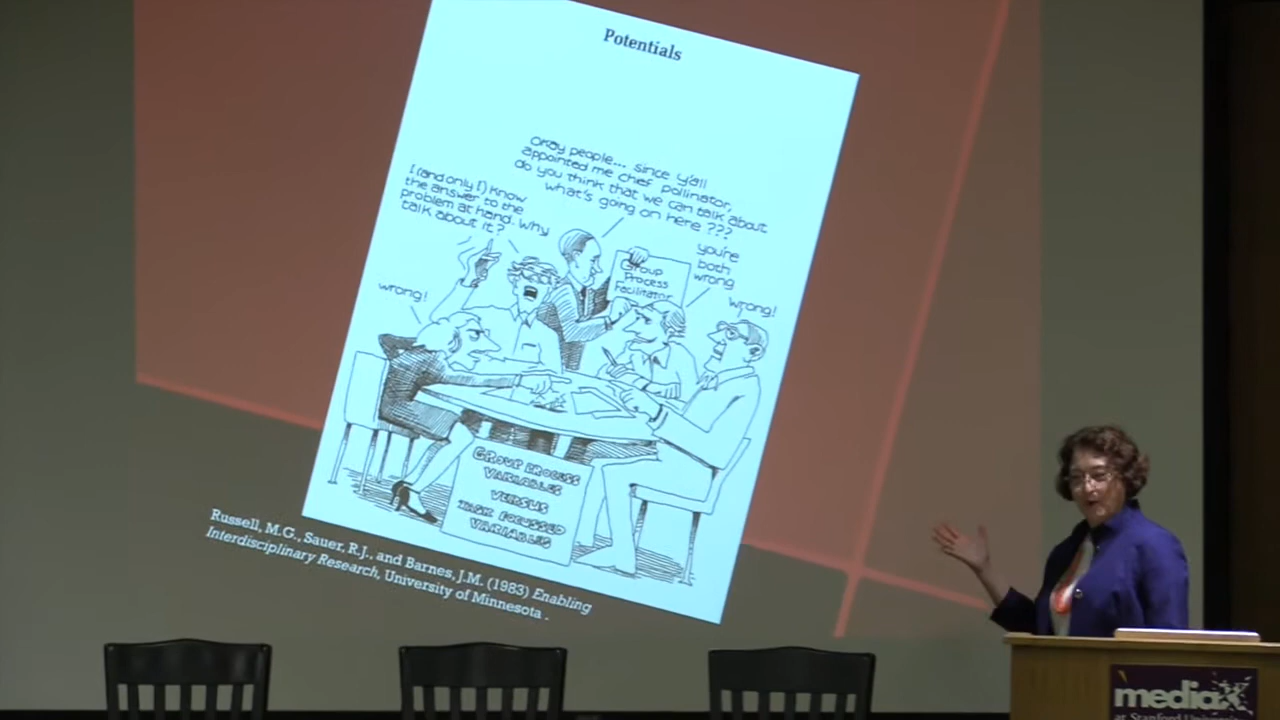 Potentials
Okay people... since y'all
appointed me chef pollinator,
do you think that we can talk about
what's going on here ???
I (and only I) know
the answer to the
problem at hand. Why
talk about it?
you're
both
wrong
wrong!
wrong!
Group
Process
Facilitator
GROUP PROCESS
VARIABLES
VERSUS
TASK FOCUSSED
VARIABLES
Russell, M.G., Sauer, R.J., and Barnes, J.M. (1983) Enabling
Interdisciplinary Research, University of Minnesota .
mediaX
at Stanford